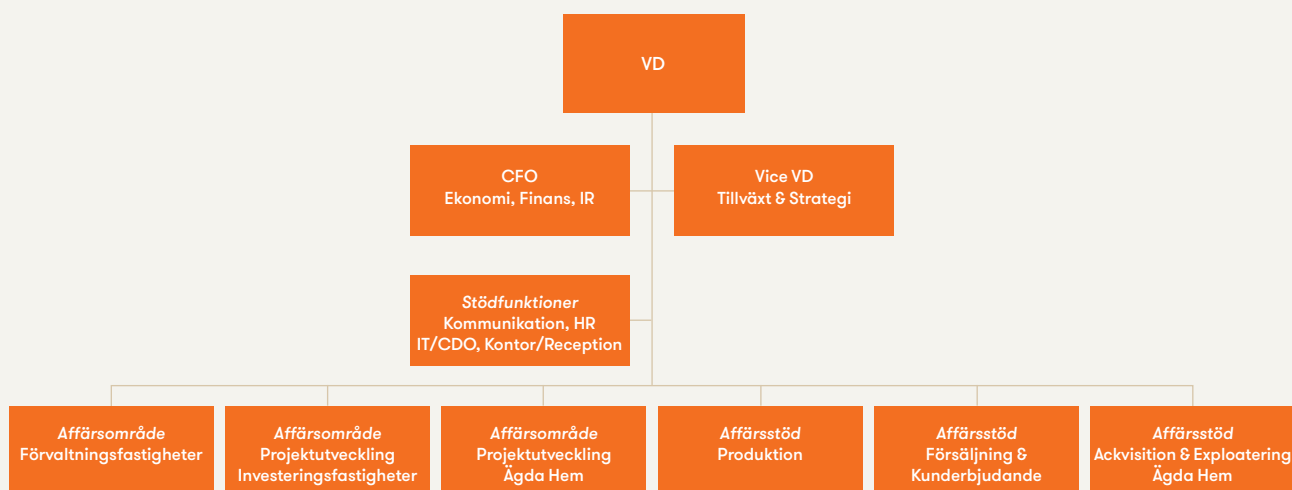 VD
CFO
Ekonomi, Finans, IR
Vice VD
Tillväxt & Strategi
Stödfunktioner
Kommunikation, HR
IT/CDO, Kontor/Reception
Affärsområde
Förvaltningsfastigheter
Affärsområde
Projektutveckling
Investeringsfastigheter
Affärsområde
Projektutveckling
Ägda Hem
Affärsstöd
Produktion
Affärsstöd
Försäljning &
Kunderbjudande
Affärsstöd
Ackvisition & Exploatering
Ägda Hem